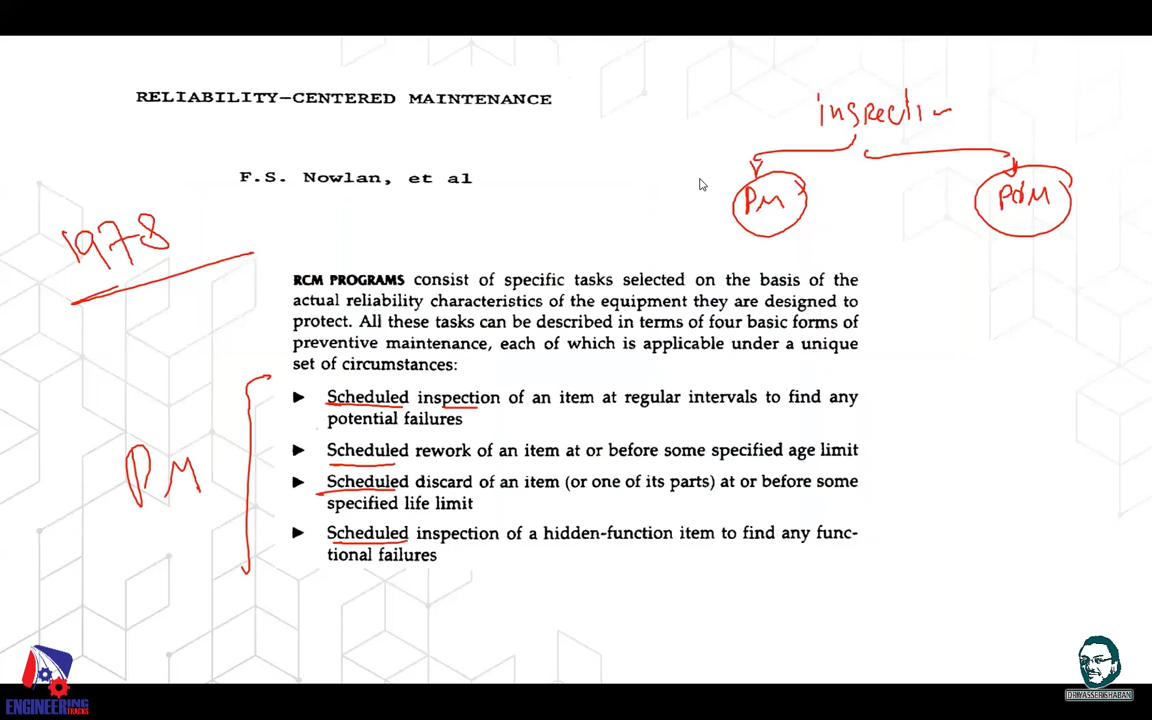 RELIABILITY-CENTERED MAINTENANCE
inspecti
F.S. Nowlan, et al
PM
PdM
1978
RCM PROGRAMS consist of specific tasks selected on the basis of the
actual reliability characteristics of the equipment they are designed to
protect. All these tasks can be described in terms of four basic forms of
preventive maintenance, each of which is applicable under a unique
set of circumstances:
► Scheduled inspection of an item at regular intervals to find any
potential failures
► Scheduled rework of an item at or before some specified age limit
► Scheduled discard of an item (or one of its parts) at or before some
specified life limit
► Scheduled inspection of a hidden-function item to find any func-
tional failures
PM
ENGINEERING
TRACKS
DR|YASSER|SHABAN|